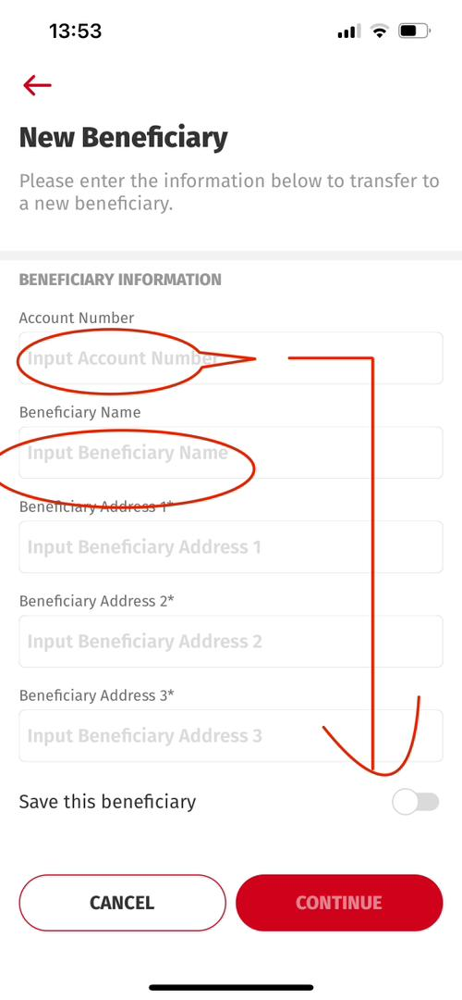 13:53
New Beneficiary
Please enter the information below to transfer to
a new beneficiary.
BENEFICIARY INFORMATION
Account Number
Input Account Number
Beneficiary Name
Input Beneficiary Name
Beneficiary Address 1*
Input Beneficiary Address 1
Beneficiary Address 2*
Input Beneficiary Address 2
Beneficiary Address 3*
Input Beneficiary Address 3
Save this beneficiary
CANCEL
CONTINUE